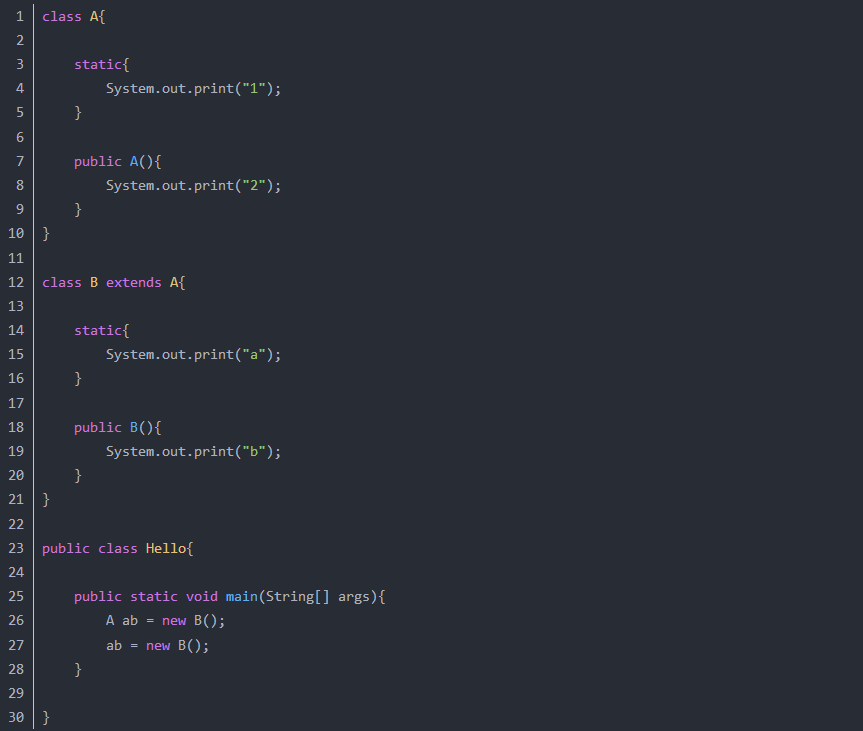 1 class A{
2
3     static{
4         System.out.print("1");
5     }
6
7     public A(){
8         System.out.print("2");
9     }
10 }
11
12 class B extends A{
13
14     static{
15         System.out.print("a");
16     }
17
18     public B(){
19         System.out.print("b");
20     }
21 }
22
23 public class Hello{
24
25     public static void main(String[] args){
26         A ab = new B();
27         ab = new B();
28     }
29
30 }